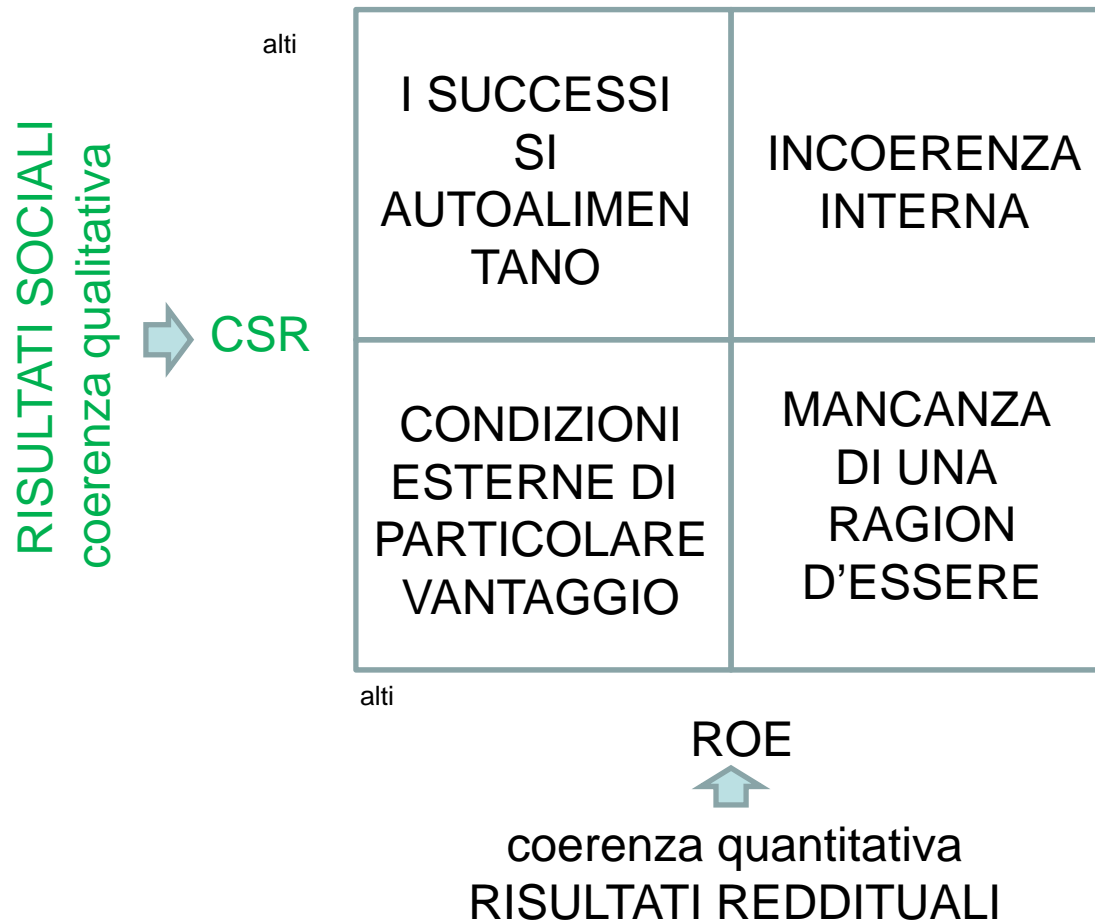 alti
RISULTATI SOCIALI
coerenza qualitativa
CSR
I SUCCESSI
SI
AUTOALIMEN
TANO
INCOERENZA
INTERNA
CONDIZIONI
ESTERNE DI
PARTICOLARE
VANTAGGIO
MANCANZA
DI UNA
RAGION
D’ESSERE
alti
ROE
coerenza quantitativa
RISULTATI REDDITUALI